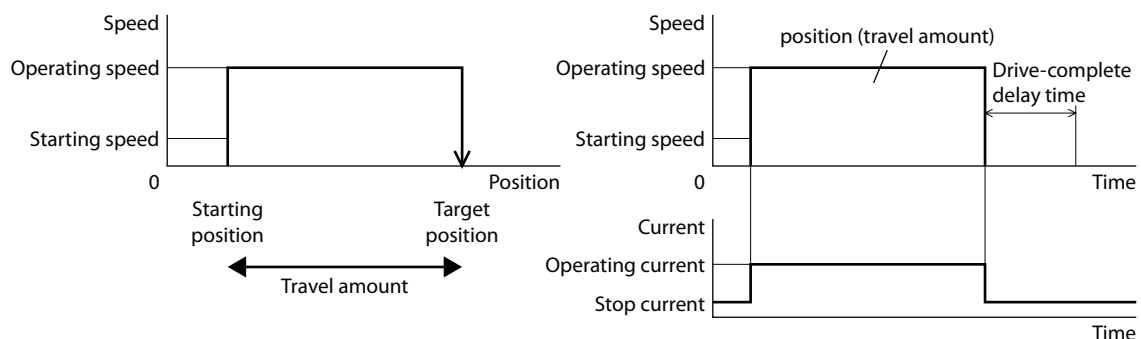 Speed
Operating speed
Starting speed
0
Position
Starting
position
Target
position
Travel amount
Speed
position (travel amount)
Operating speed
Drive-complete
delay time
Starting speed
0
Time
Current
Operating current
Stop current
Time